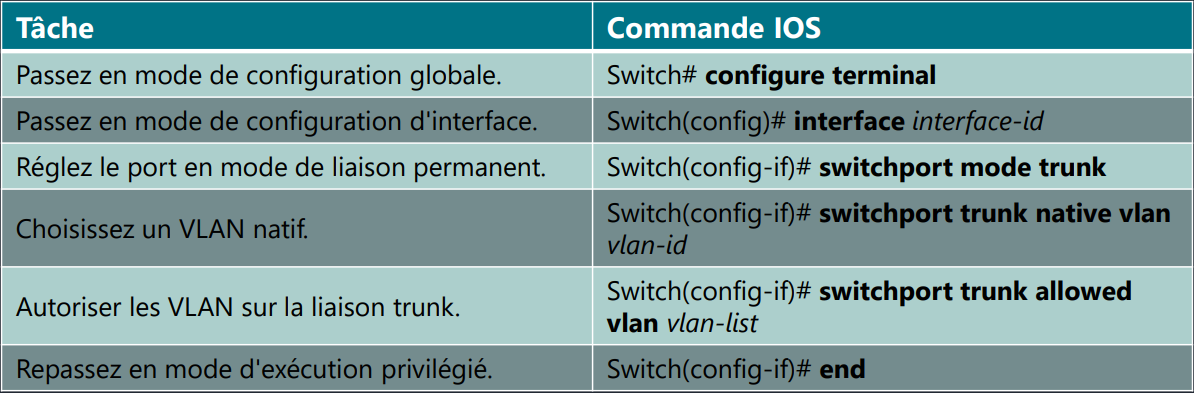 Tâche
Commande IOS
Passez en mode de configuration globale.
Switch# configure terminal
Passez en mode de configuration d'interface.
Switch(config)# interface interface-id
Réglez le port en mode de liaison permanent.
Switch(config-if)# switchport mode trunk
Choisissez un VLAN natif.
Switch(config-if)# switchport trunk native vlan
vlan-id
Autoriser les VLAN sur la liaison trunk.
Switch(config-if)# switchport trunk allowed
vlan vlan-list
Repassez en mode d'exécution privilégié.
Switch(config-if)# end